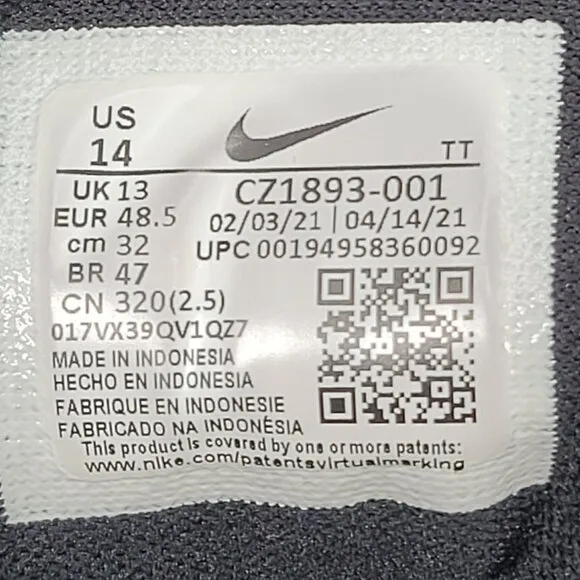 US
14
TT
UK 13
CZ1893-001
EUR 48.5
02/03/21 | 04/14/21
cm 32
UPC 00194958360092
BR 47
CN 320(2.5)
017VX39QV1QZ7
MADE IN INDONESIA
HECHO EN INDONESIA
FABRIQUE EN INDONESIE
FABRICADO NA INDONÉSIA
This product is covered by one or more patents:
www.nike.com/patentsvirtualmarking